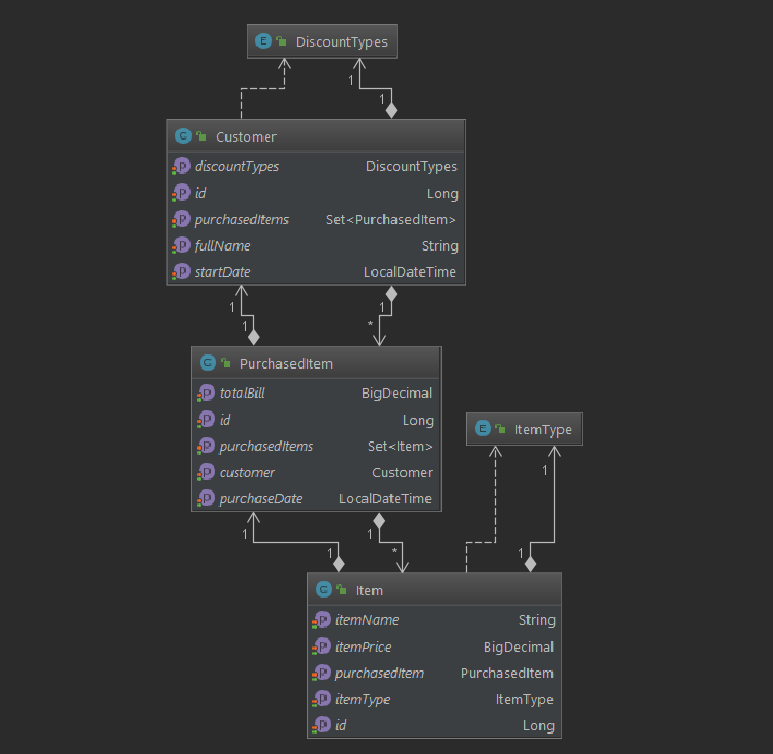 E DiscountTypes
1
1
C Customer
P discountTypes DiscountTypes
P id Long
P purchasedItems Set<PurchasedItem>
P fullName String
P startDate LocalDateTime
1 1
1 *
C PurchasedItem
P totalBill BigDecimal
P id Long
P purchasedItems Set<Item>
P customer Customer
P purchaseDate LocalDateTime
E ItemType
1
1 1
1 * 1
C Item
P itemName String
P itemPrice BigDecimal
P purchasedItem PurchasedItem
P itemType ItemType
P id Long